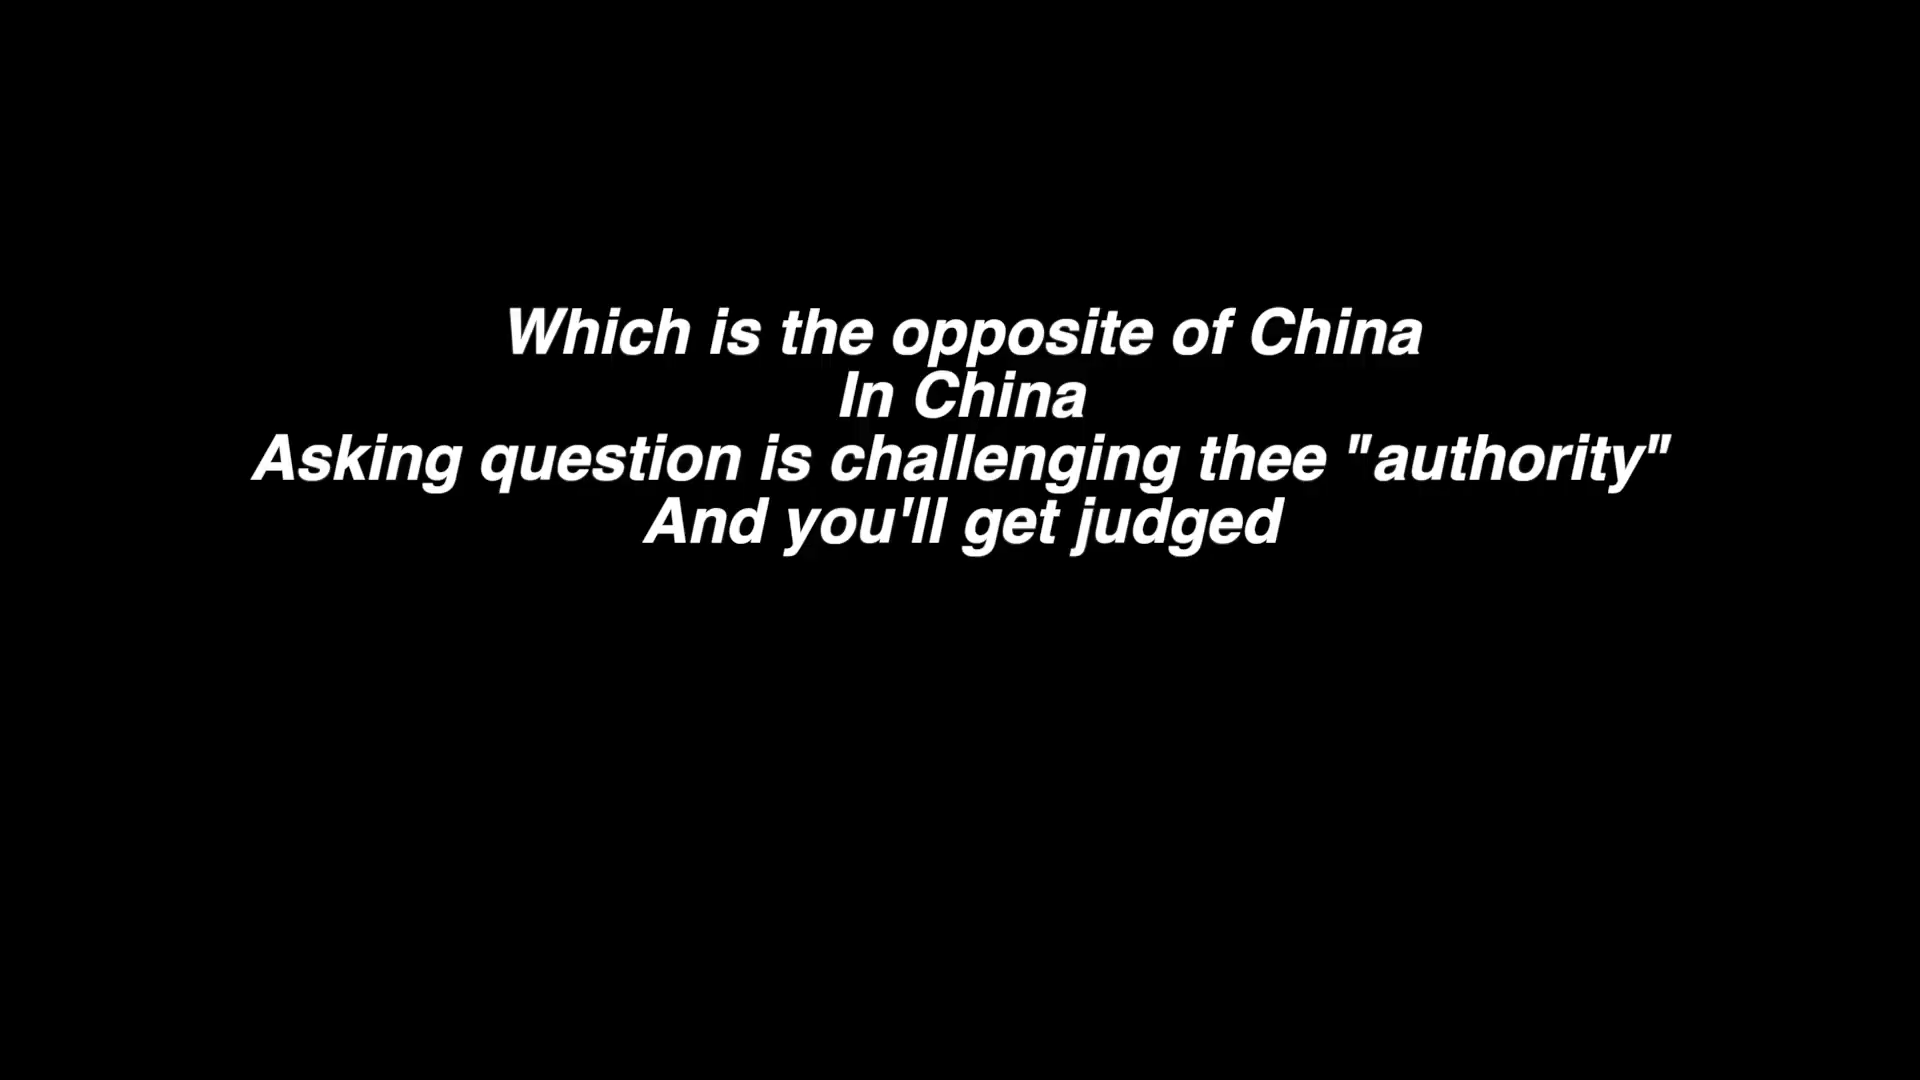 Which is the opposite of China
In China
Asking question is challenging thee "authority"
And you'll get judged